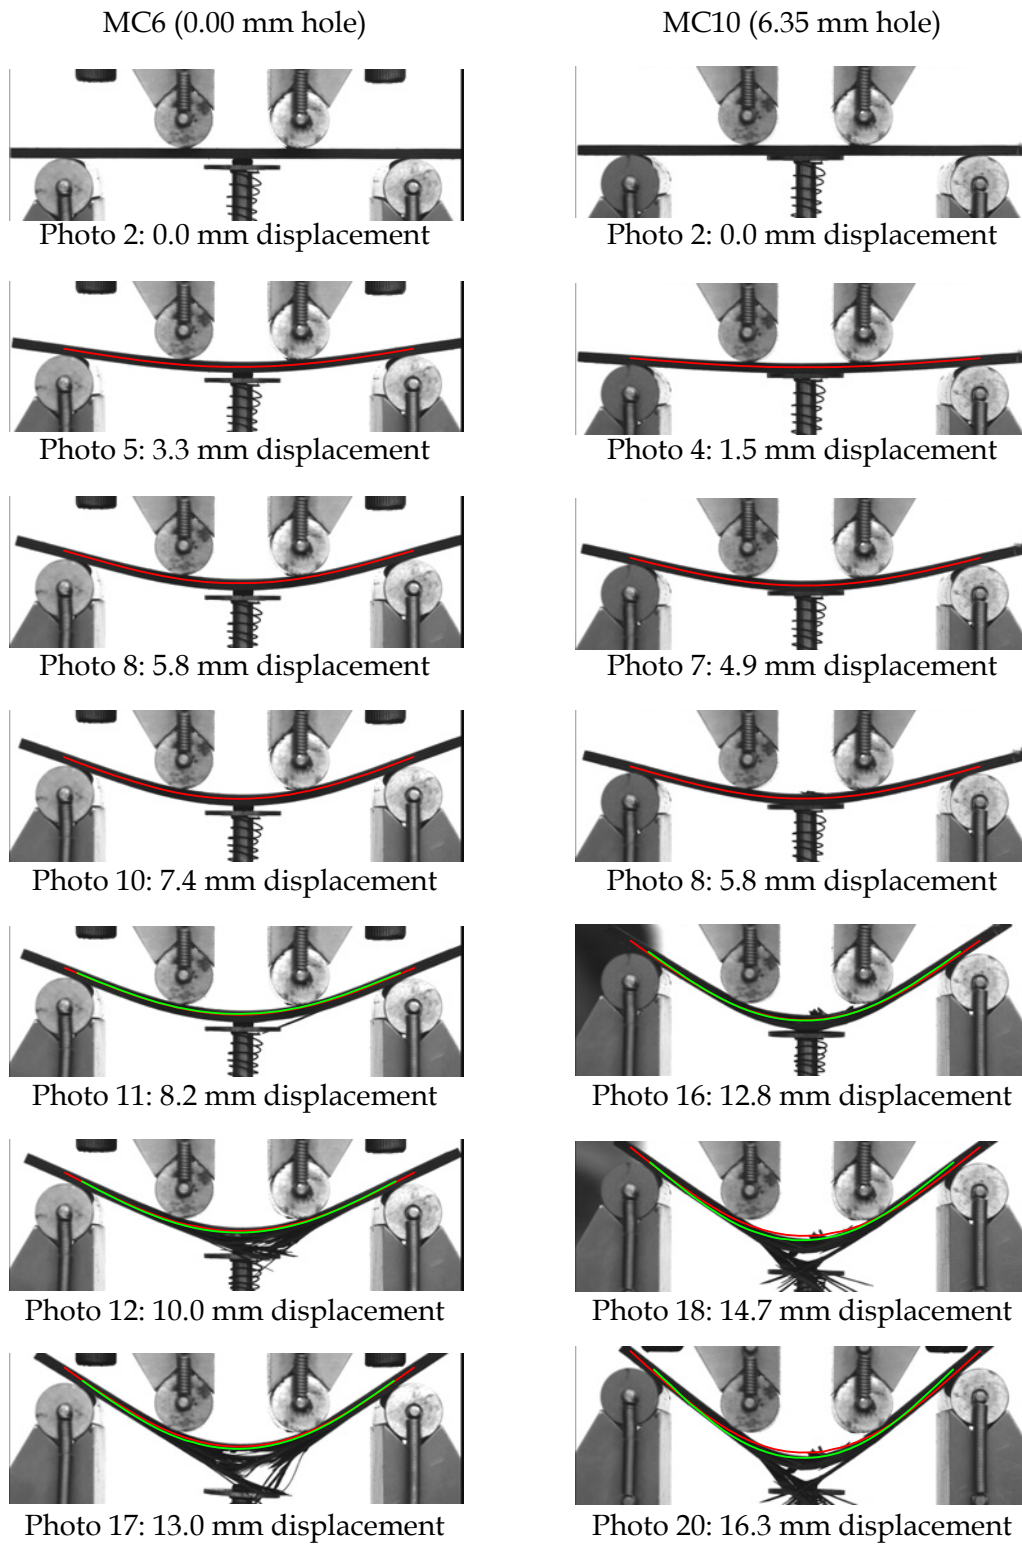 MC6 (0.00 mm hole)
MC10 (6.35 mm hole)
Photo 2: 0.0 mm displacement
Photo 2: 0.0 mm displacement
Photo 5: 3.3 mm displacement
Photo 4: 1.5 mm displacement
Photo 8: 5.8 mm displacement
Photo 7: 4.9 mm displacement
Photo 10: 7.4 mm displacement
Photo 8: 5.8 mm displacement
Photo 11: 8.2 mm displacement
Photo 16: 12.8 mm displacement
Photo 12: 10.0 mm displacement
Photo 18: 14.7 mm displacement
Photo 17: 13.0 mm displacement
Photo 20: 16.3 mm displacement